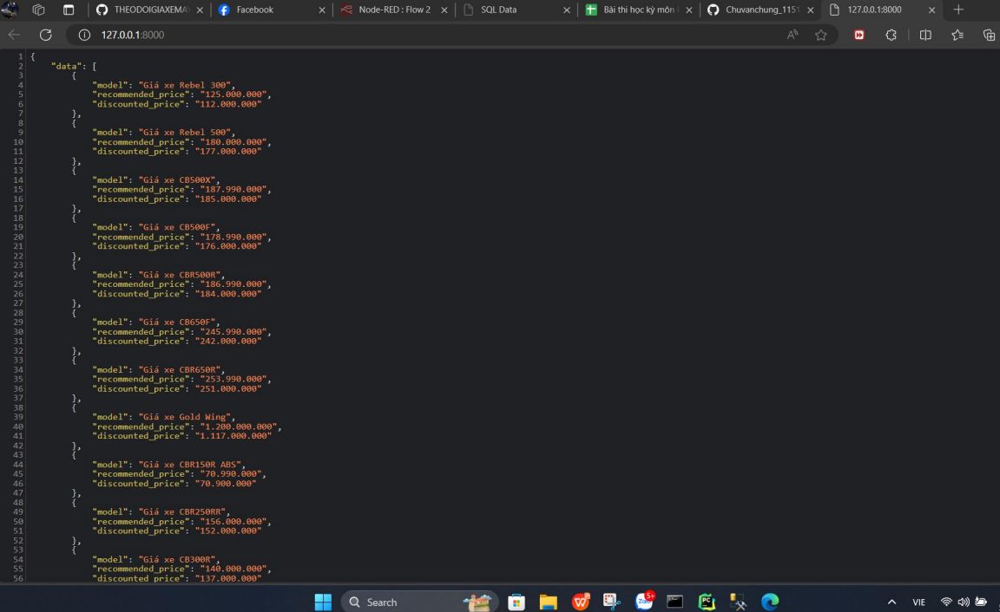 THEODOIGIAXEMA
Facebook
Node-RED : Flow 2
SQL Data
Bài thi học kỳ môn
Chuvanchung_1151
127.0.0.1:8000
127.0.0.1:8000
1 {
2 "data": [
3 {
4 "model": "Giá xe Rebel 300",
5 "recommended_price": "125.000.000",
6 "discounted_price": "112.000.000"
7 },
8 {
9 "model": "Giá xe Rebel 500",
10 "recommended_price": "180.000.000",
11 "discounted_price": "177.000.000"
12 },
13 {
14 "model": "Giá xe CB500X",
15 "recommended_price": "187.990.000",
16 "discounted_price": "185.000.000"
17 },
18 {
19 "model": "Giá xe CB500F",
20 "recommended_price": "178.990.000",
21 "discounted_price": "176.000.000"
22 },
23 {
24 "model": "Giá xe CBR500R",
25 "recommended_price": "186.990.000",
26 "discounted_price": "184.000.000"
27 },
28 {
29 "model": "Giá xe CB650F",
30 "recommended_price": "245.990.000",
31 "discounted_price": "242.000.000"
32 },
33 {
34 "model": "Giá xe CBR650R",
35 "recommended_price": "253.990.000",
36 "discounted_price": "251.000.000"
37 },
38 {
39 "model": "Giá xe Gold Wing",
40 "recommended_price": "1.200.000.000",
41 "discounted_price": "1.117.000.000"
42 },
43 {
44 "model": "Giá xe CBR150R ABS",
45 "recommended_price": "70.990.000",
46 "discounted_price": "70.900.000"
47 },
48 {
49 "model": "Giá xe CBR250RR",
50 "recommended_price": "156.000.000",
51 "discounted_price": "152.000.000"
52 },
53 {
54 "model": "Giá xe CB300R",
55 "recommended_price": "140.000.000",
56 "discounted_price": "137.000.000"
Search
5+
Zalo
PC
VIE